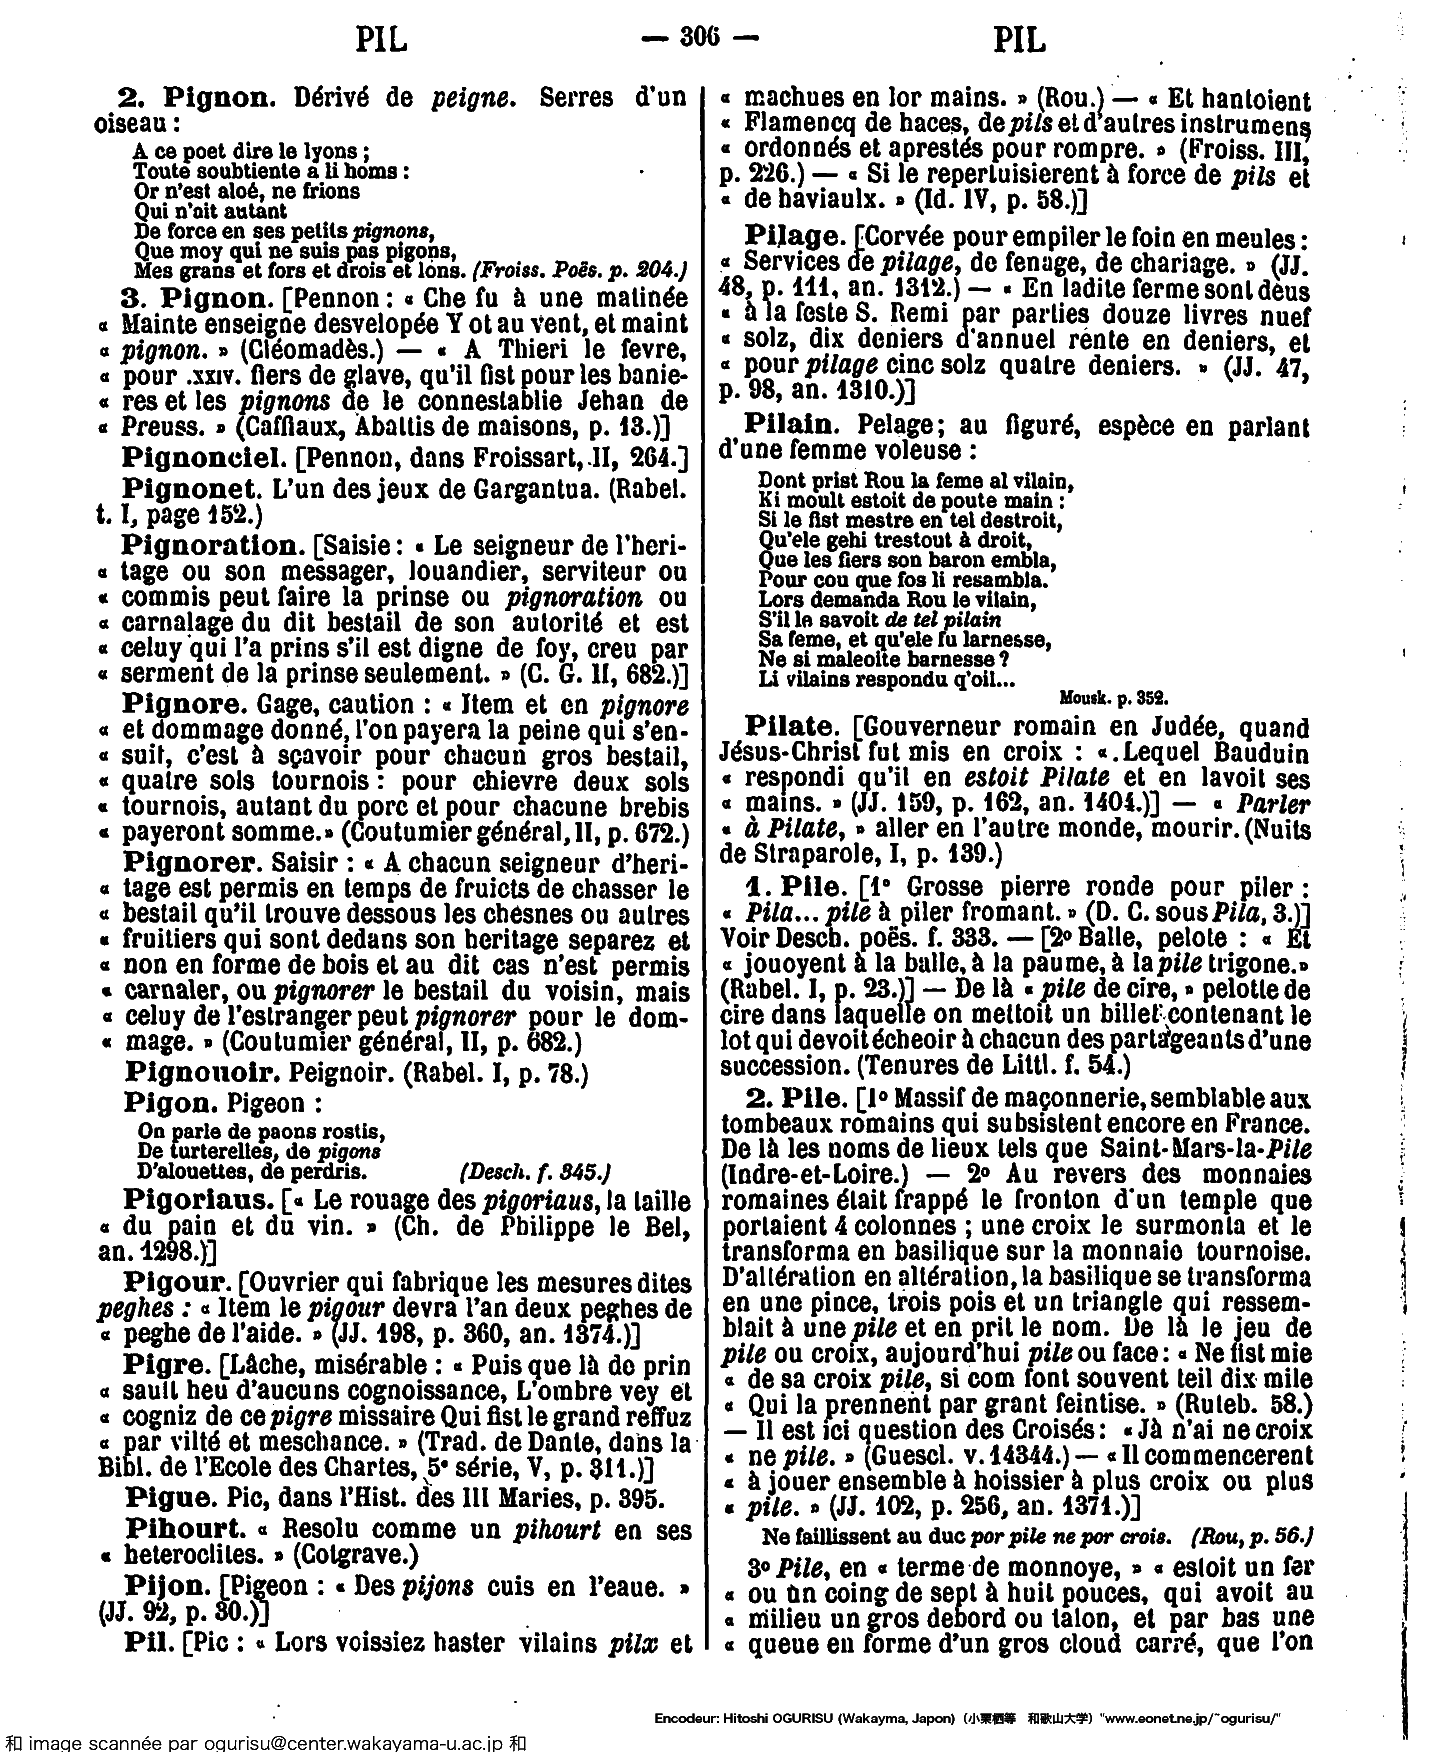 PIL — 306 — PIL
2. Pignon. Dérivé de peigne. Serres d'un
oiseau :
A ce poet dire le lyons ;
Toute soubtiente a li homs :
Or n'est aloé, ne frions
Qui n'ait autant
De force en ses petits pignons,
Que moy qui ne suis pas pigons,
Mes grans et fors et drois et lons. (Froiss. Poës. p. 204.)
3. Pignon. [Pennon : « Che fu à une matinée
« Mainte enseigne desvelopée Y ot au vent, et maint
« pignon. » (Cléomadès.) — « A Thieri le fevre,
« pour .xxiv. fiers de glave, qu'il fist pour les banie-
« res et les pignons de le connestablie Jehan de
« Preuss. » (Caffiaux, Abattis de maisons, p. 13.)]
Pignonciel. [Pennon, dans Froissart, II, 264.]
Pignonet. L'un des jeux de Gargantua. (Rabel.
t. I, page 152.)
Pignoration. [Saisie : « Le seigneur de l'heri-
« tage ou son messager, louandier, serviteur ou
« commis peut faire la prinse ou pignoration ou
« carnalage du dit bestail de son autorité et est
« celuy qui l'a prins s'il est digne de foy, creu par
« serment de la prinse seulement. » (C. G. II, 682.)]
Pignore. Gage, caution : « Item et en pignore
« et dommage donné, l'on payera la peine qui s'en-
« suit, c'est à sçavoir pour chacun gros bestail,
« quatre sols tournois : pour chievre deux sols
« tournois, autant du porc et pour chacune brebis
« payeront somme.» (Coutumier général, II, p. 672.)
Pignorer. Saisir : « A chacun seigneur d'heri-
« tage est permis en temps de fruicts de chasser le
« bestail qu'il trouve dessous les chesnes ou autres
« fruitiers qui sont dedans son heritage separez et
« non en forme de bois et au dit cas n'est permis
« carnaler, ou pignorer le bestail du voisin, mais
« celuy de l'estranger peut pignorer pour le dom-
« mage. » (Coutumier général, II, p. 682.)
Pignouoir. Peignoir. (Rabel. I, p. 78.)
Pigon. Pigeon :
On parle de paons rostis,
De turterelles, de pigons
D'alouettes, de perdris. (Desch. f. 345.)
Pigoriaus. [« Le rouage des pigoriaus, la taille
« du pain et du vin. » (Ch. de Philippe le Bel,
an. 1298.)]
Pigour. [Ouvrier qui fabrique les mesures dites
peghes : « Item le pigour devra l'an deux peghes de
« peghe de l'aide. » (JJ. 198, p. 360, an. 1374.)]
Pigre. [Lâche, misérable : « Puis que là de prin
« sault heu d'aucuns cognoissance, L'ombre vey et
« cogniz de ce pigre missaire Qui fist le grand reffuz
« par vilté et meschance. » (Trad. de Dante, dans la
Bibl. de l'Ecole des Chartes, 5e série, V, p. 311.)]
Pigue. Pic, dans l'Hist. des III Maries, p. 395.
Pihourt. « Resolu comme un pihourt en ses
« heteroclites. » (Cotgrave.)
Pijon. [Pigeon : « Des pijons cuis en l'eaue. »
(JJ. 92, p. 30.)]
Pil. [Pic : « Lors voissiez haster vilains pilx et
« machues en lor mains. » (Rou.) — « Et hantoient
« Flamencq de haces, de pils et d'autres instrumens
« ordonnés et aprestés pour rompre. » (Froiss. III,
p. 226.) — « Si le repertuisierent à force de pils et
« de haviaulx. » (Id. IV, p. 58.)]
Pilage. [Corvée pour empiler le foin en meules :
« Services de pilage, de fenage, de chariage. » (JJ.
48, p. 111, an. 1312.) — « En ladite ferme sont deus
« à la feste S. Remi par parties douze livres nuef
« solz, dix deniers d'annuel rente en deniers, et
« pour pilage cinc solz quatre deniers. » (JJ. 47,
p. 98, an. 1310.)]
Pilain. Pelage ; au figuré, espèce en parlant
d'une femme voleuse :
Dont prist Rou la feme al vilain,
Ki moult estoit de poute main :
Si le fist mestre en tel destroit,
Qu'ele gehi trestout à droit,
Que les fiers son baron embla,
Pour cou que fos li resambla.
Lors demanda Rou le vilain,
S'il le savoit de tel pilain
Sa feme, et qu'ele fu larnesse,
Ne si maleoite barnesse ?
Li vilains respondu q'oil...
Mousk. p. 352.
Pilate. [Gouverneur romain en Judée, quand
Jésus-Christ fut mis en croix : «.Lequel Bauduin
« respondi qu'il en estoit Pilate et en lavoit ses
« mains. » (JJ. 159, p. 162, an. 1404.)] — « Parler
« à Pilate, » aller en l'autre monde, mourir. (Nuits
de Straparole, I, p. 139.)
1. Pile. [1° Grosse pierre ronde pour piler :
« Pila... pile à piler fromant. » (D. C. sous Pila, 3.)]
Voir Desch. poës. f. 333. — [2° Balle, pelote : « Et
« jouoyent à la balle, à la paume, à la pile trigone.»
(Rabel. I, p. 23.)] — De là « pile de cire, » pelotte de
cire dans laquelle on mettoit un billet contenant le
lot qui devoit écheoir à chacun des partageants d'une
succession. (Tenures de Littl. f. 54.)
2. Pile. [1° Massif de maçonnerie, semblable aux
tombeaux romains qui subsistent encore en France.
De là les noms de lieux tels que Saint-Mars-la-Pile
(Indre-et-Loire.) — 2° Au revers des monnaies
romaines était frappé le fronton d'un temple que
portaient 4 colonnes ; une croix le surmonta et le
transforma en basilique sur la monnaie tournoise.
D'altération en altération, la basilique se transforma
en une pince, trois pois et un triangle qui ressem-
blait à une pile et en prit le nom. De là le jeu de
pile ou croix, aujourd'hui pile ou face : « Ne fist mie
« de sa croix pile, si com font souvent teil dix mile
« Qui la prennent par grant feintise. » (Ruteb. 58.)
— Il est ici question des Croisés : « Jà n'ai ne croix
« ne pile. » (Guescl. v. 14344.) — « Il commencerent
« à jouer ensemble à hoissier à plus croix ou plus
« pile. » (JJ. 102, p. 256, an. 1371.)]
Ne faillissent au duc por pile ne por crois. (Rou, p. 56.)
3° Pile, en « terme de monnoye, » « estoit un fer
« ou un coing de sept à huit pouces, qui avoit au
« milieu un gros debord ou talon, et par bas une
« queue en forme d'un gros cloud carré, que l'on
Encodeur: Hitoshi OGURISU (Wakayma, Japon) (小栗栖等 和歌山大学) "www.eonet.ne.jp/~ogurisu/"
和 image scannée par ogurisu@center.wakayama-u.ac.jp 和